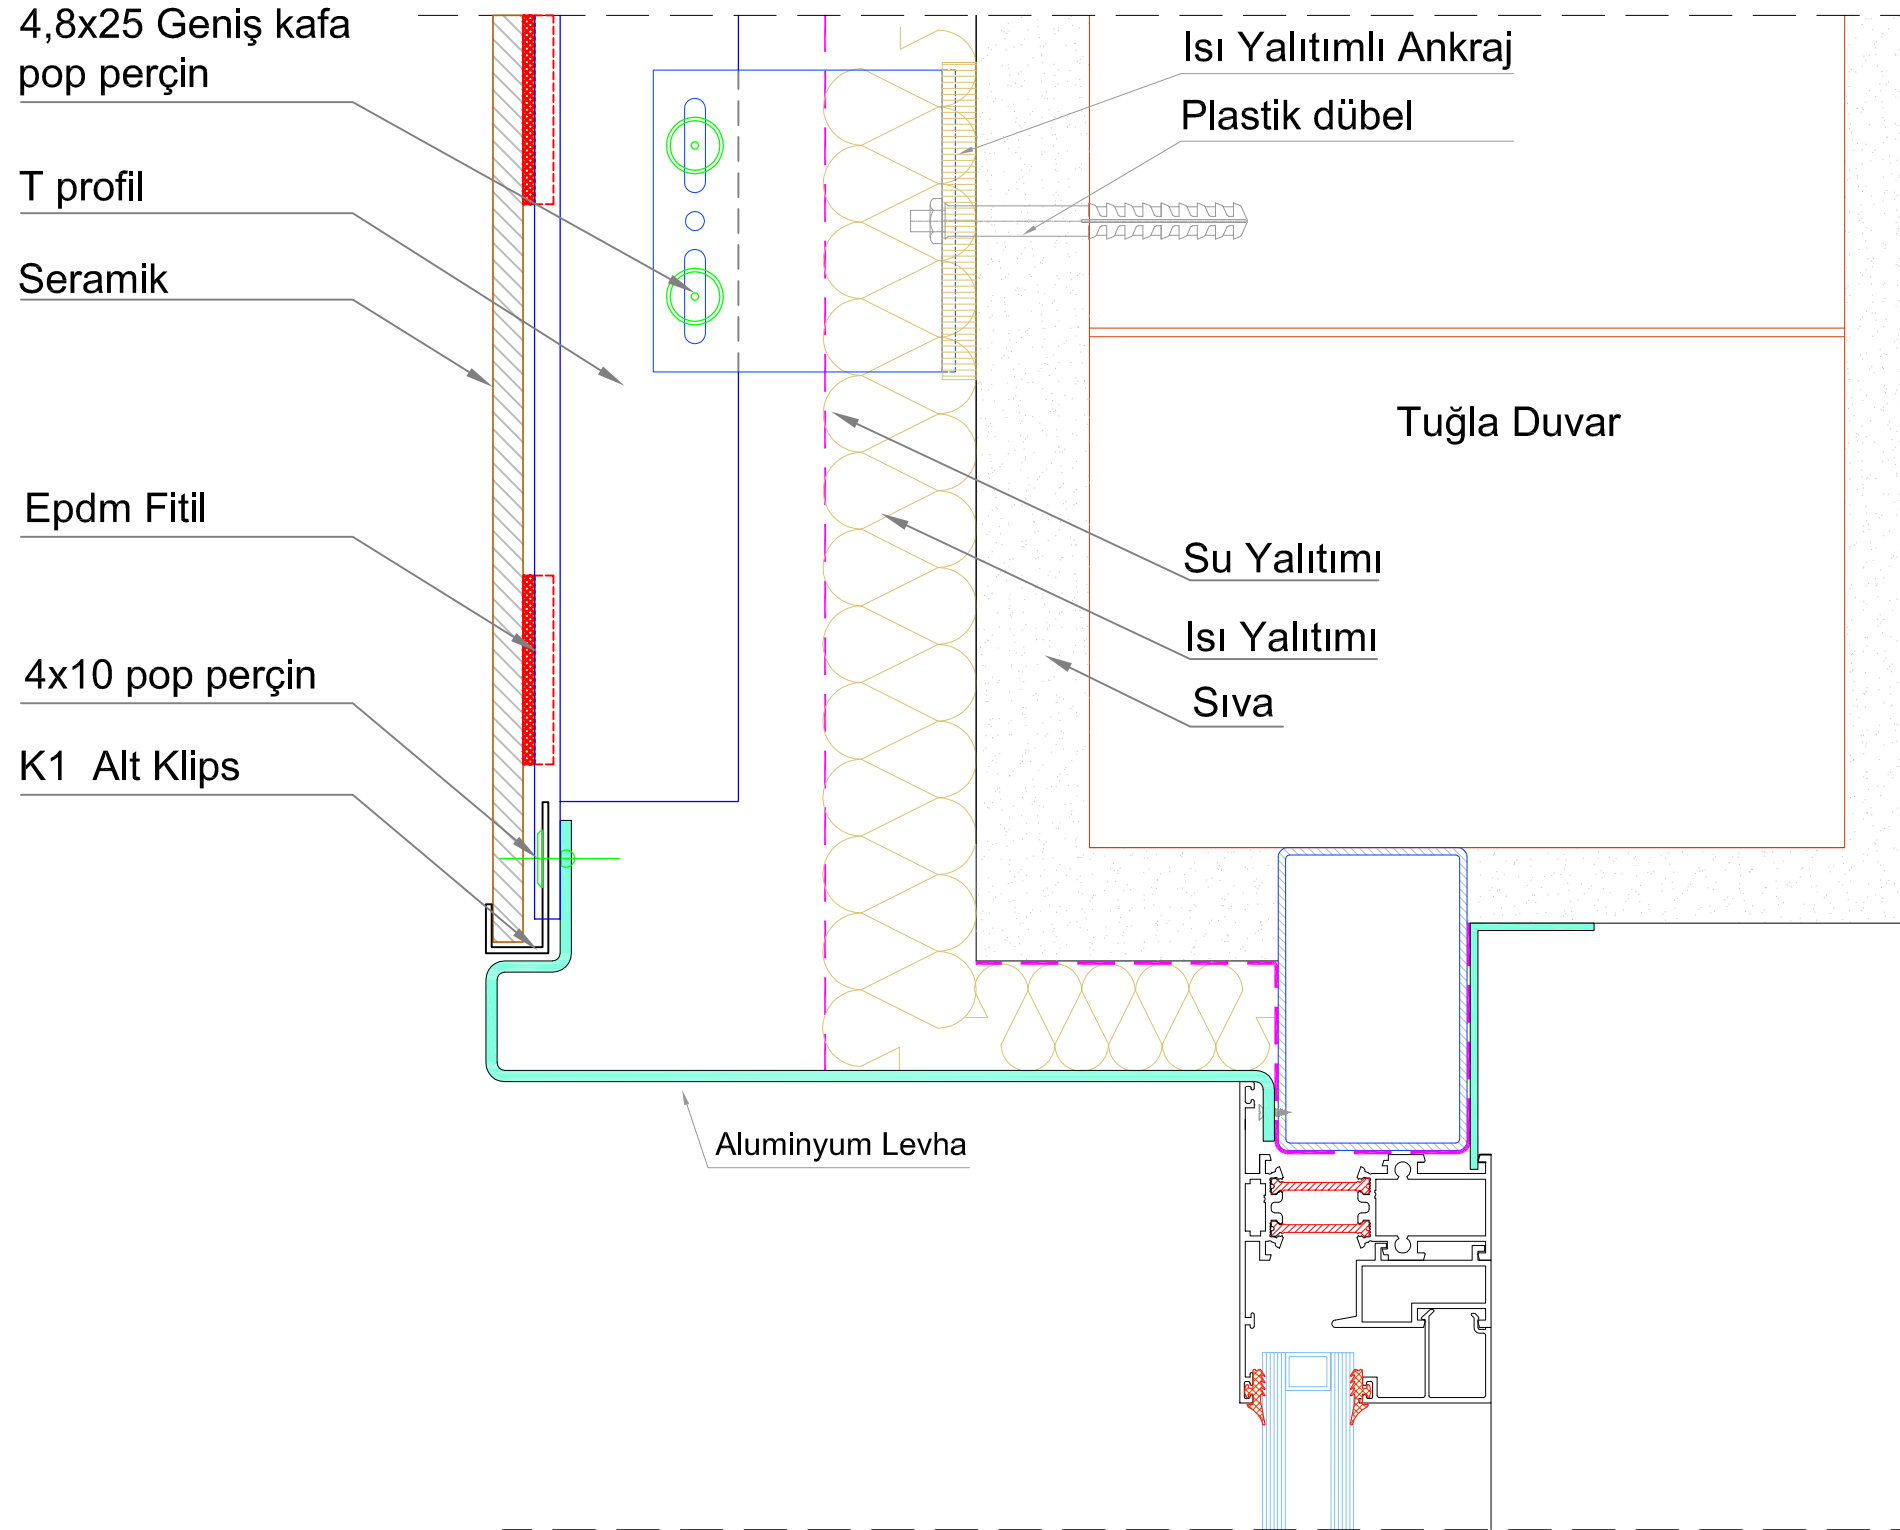 4,8x25 Geniş kafa
pop perçin
T profil
Seramik
Epdm Fitil
4x10 pop perçin
K1 Alt Klips
Isı Yalıtımlı Ankraj
Plastik dübel
Tuğla Duvar
Su Yalıtımı
Isı Yalıtımı
Sıva
Aluminyum Levha